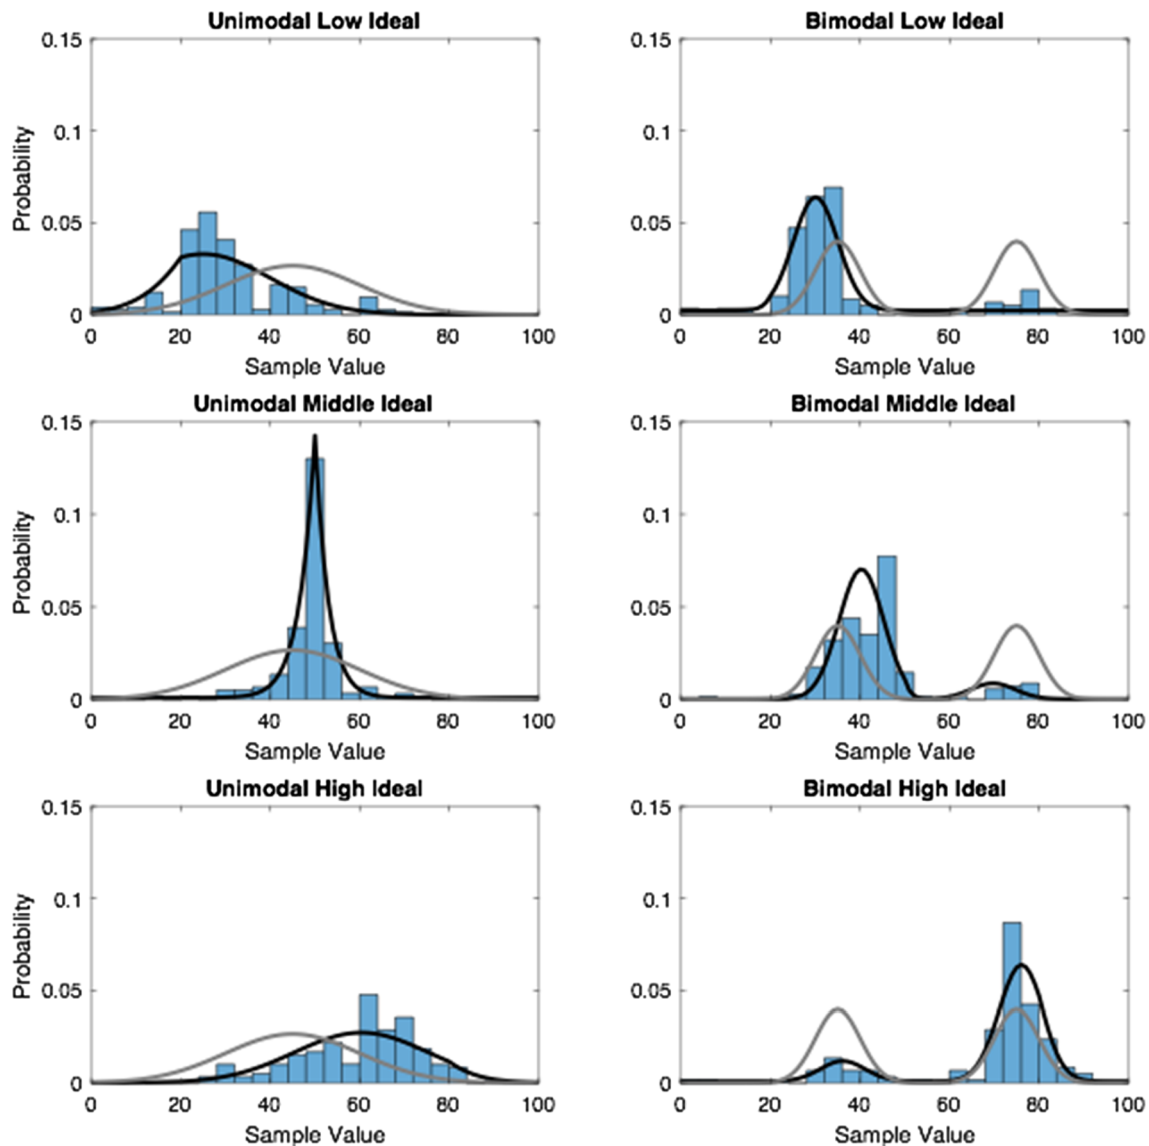 Unimodal Low Ideal
0.15
0.1
0.05
0
Probability
0 20 40 60 80 100
Sample Value
Bimodal Low Ideal
0.15
0.1
0.05
0
0 20 40 60 80 100
Sample Value
Unimodal Middle Ideal
0.15
0.1
0.05
0
Probability
0 20 40 60 80 100
Sample Value
Bimodal Middle Ideal
0.15
0.1
0.05
0
0 20 40 60 80 100
Sample Value
Unimodal High Ideal
0.15
0.1
0.05
0
Probability
0 20 40 60 80 100
Sample Value
Bimodal High Ideal
0.15
0.1
0.05
0
0 20 40 60 80 100
Sample Value